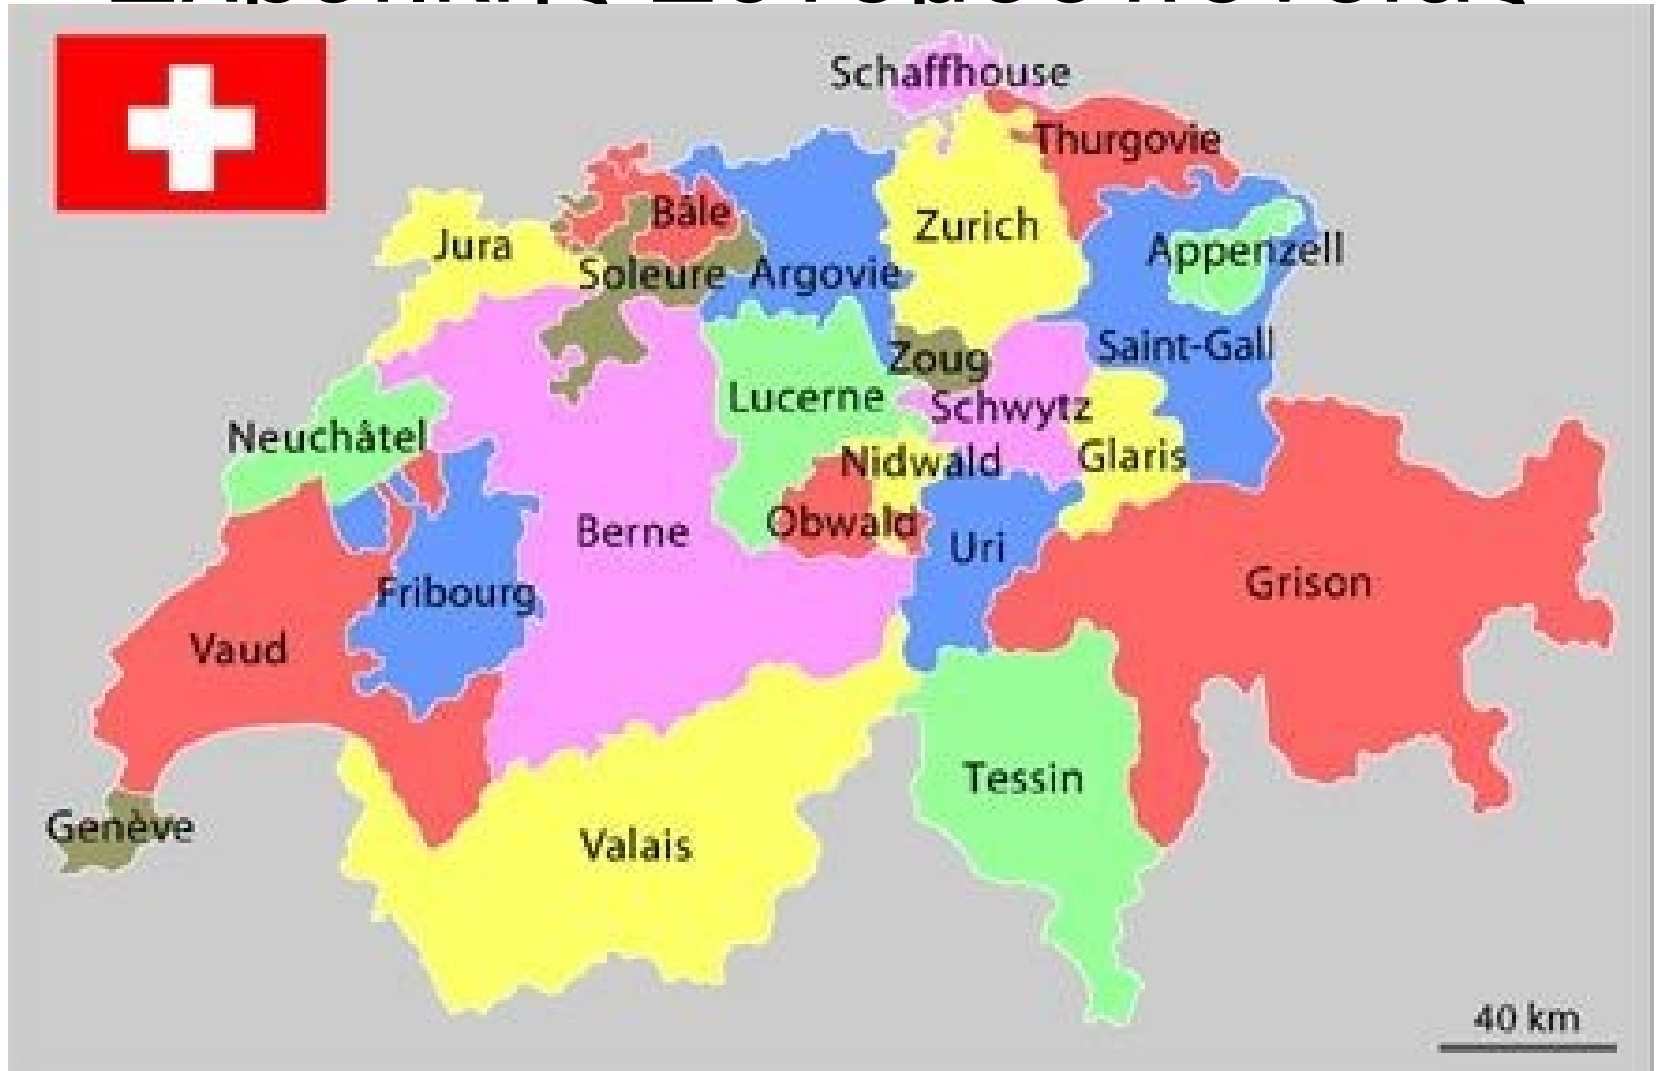 Schaffhouse
Thurgovie
Bâle
Zurich
Jura
Appenzell
Soleure
Argovie
Saint-Gall
Zoug
Lucerne
Schwytz
Neuchâtel
Nidwald
Glaris
Obwald
Berne
Uri
Grison
Fribourg
Vaud
Tessin
Genève
Valais
40 km